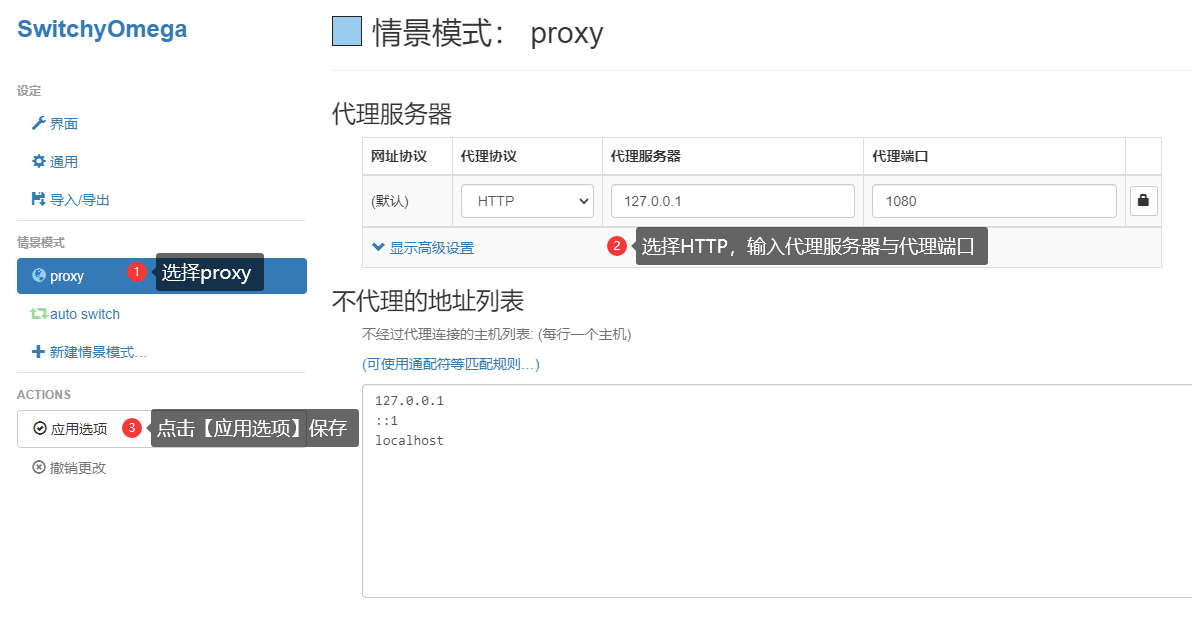 SwitchyOmega
设定
界面
通用
导入/导出
情景模式
proxy
1
选择proxy
auto switch
新建情景模式...
ACTIONS
应用选项
3
点击【应用选项】保存
撤销更改
情景模式： proxy
代理服务器
网址协议 代理协议 代理服务器 代理端口
(默认) HTTP 127.0.0.1 1080
显示高级设置
2
选择HTTP，输入代理服务器与代理端口
不代理的地址列表
不经过代理连接的主机列表: (每行一个主机)
(可使用通配符等匹配规则...)
127.0.0.1
::1
localhost